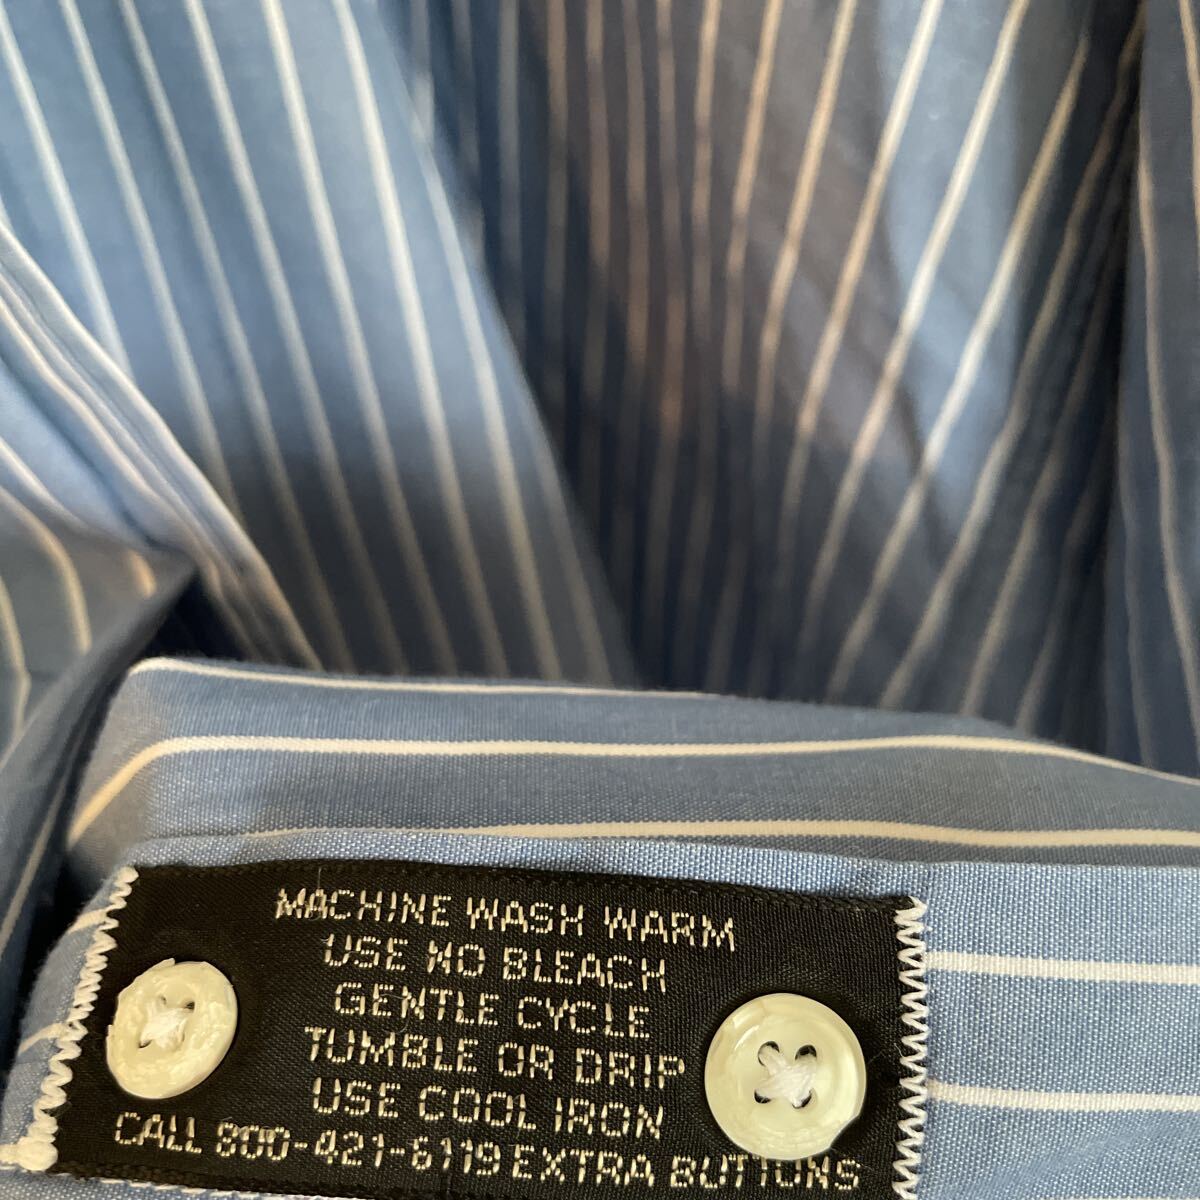 MACHINE WASH WARM
USE NO BLEACH
GENTLE CYCLE
TUMBLE OR DRIP
USE COOL IRON
CALL 800-421-6119 EXTRA BUTTONS